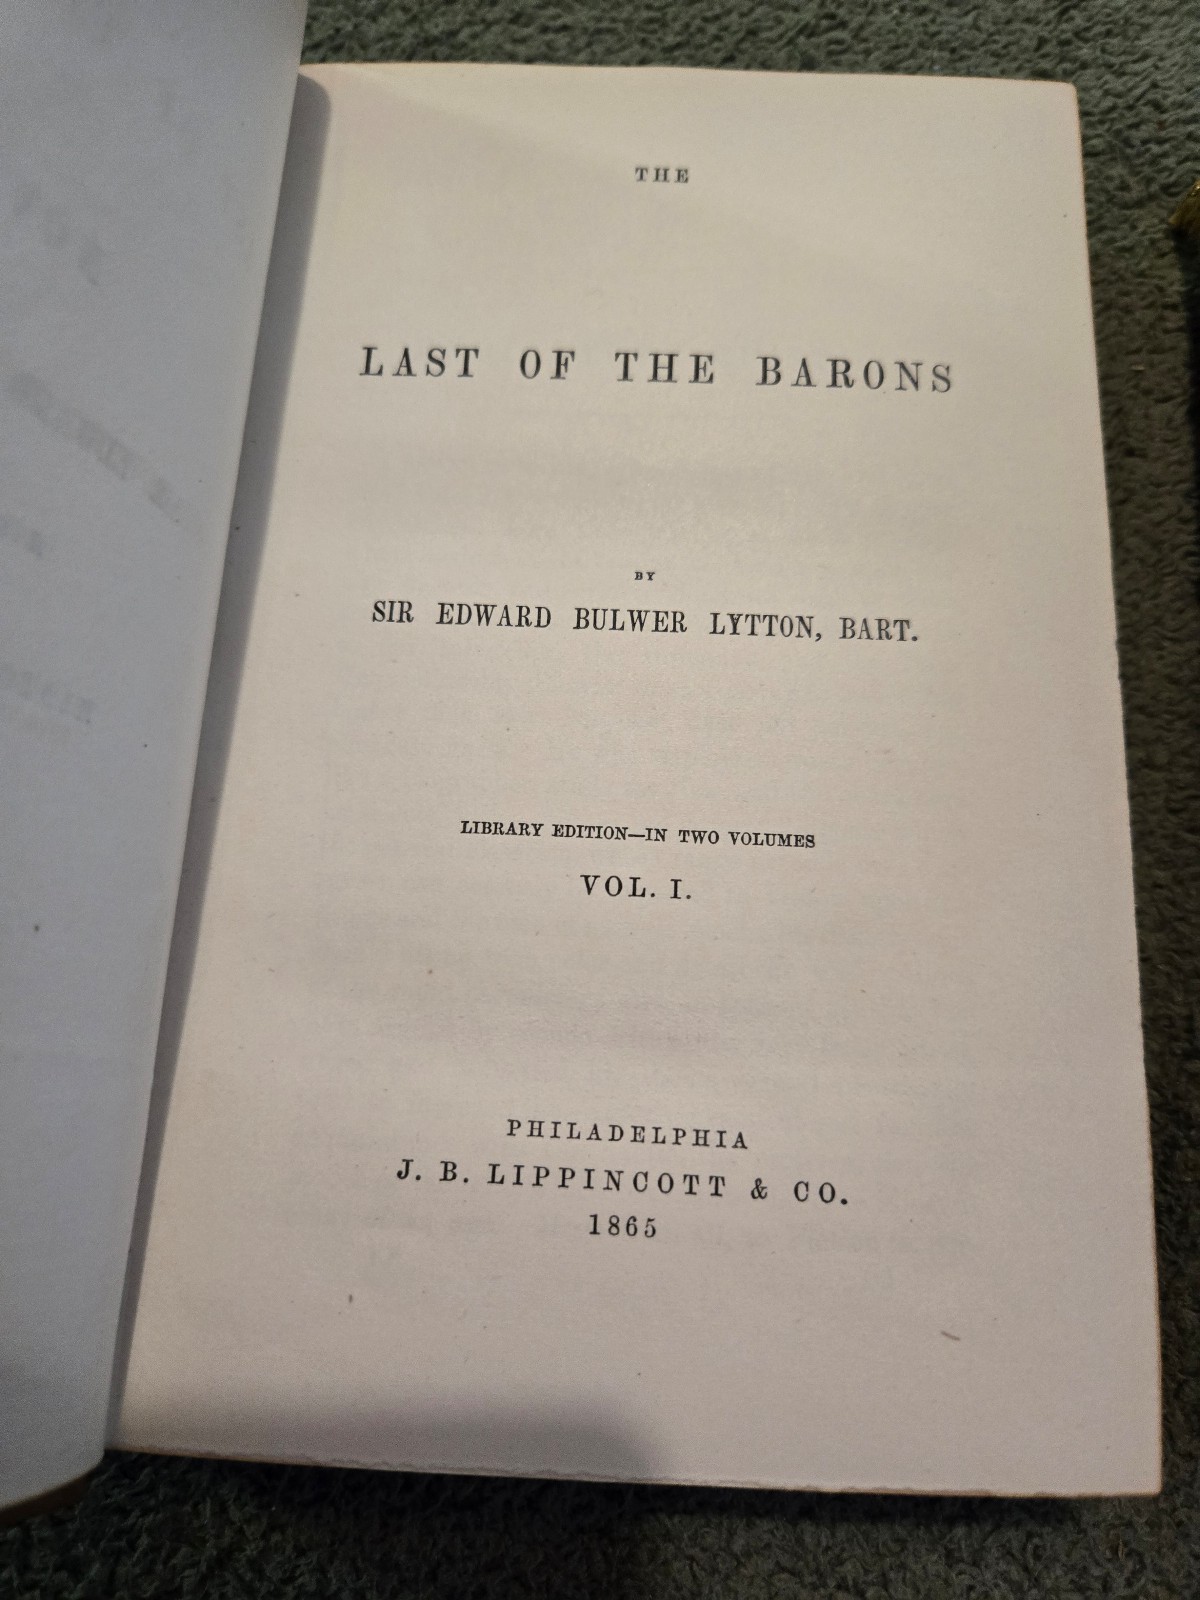 THE
LAST OF THE BARONS
BY
SIR EDWARD BULWER LYTTON, BART.
LIBRARY EDITION—IN TWO VOLUMES
VOL. I.
PHILADELPHIA
J. B. LIPPINCOTT & CO.
1865